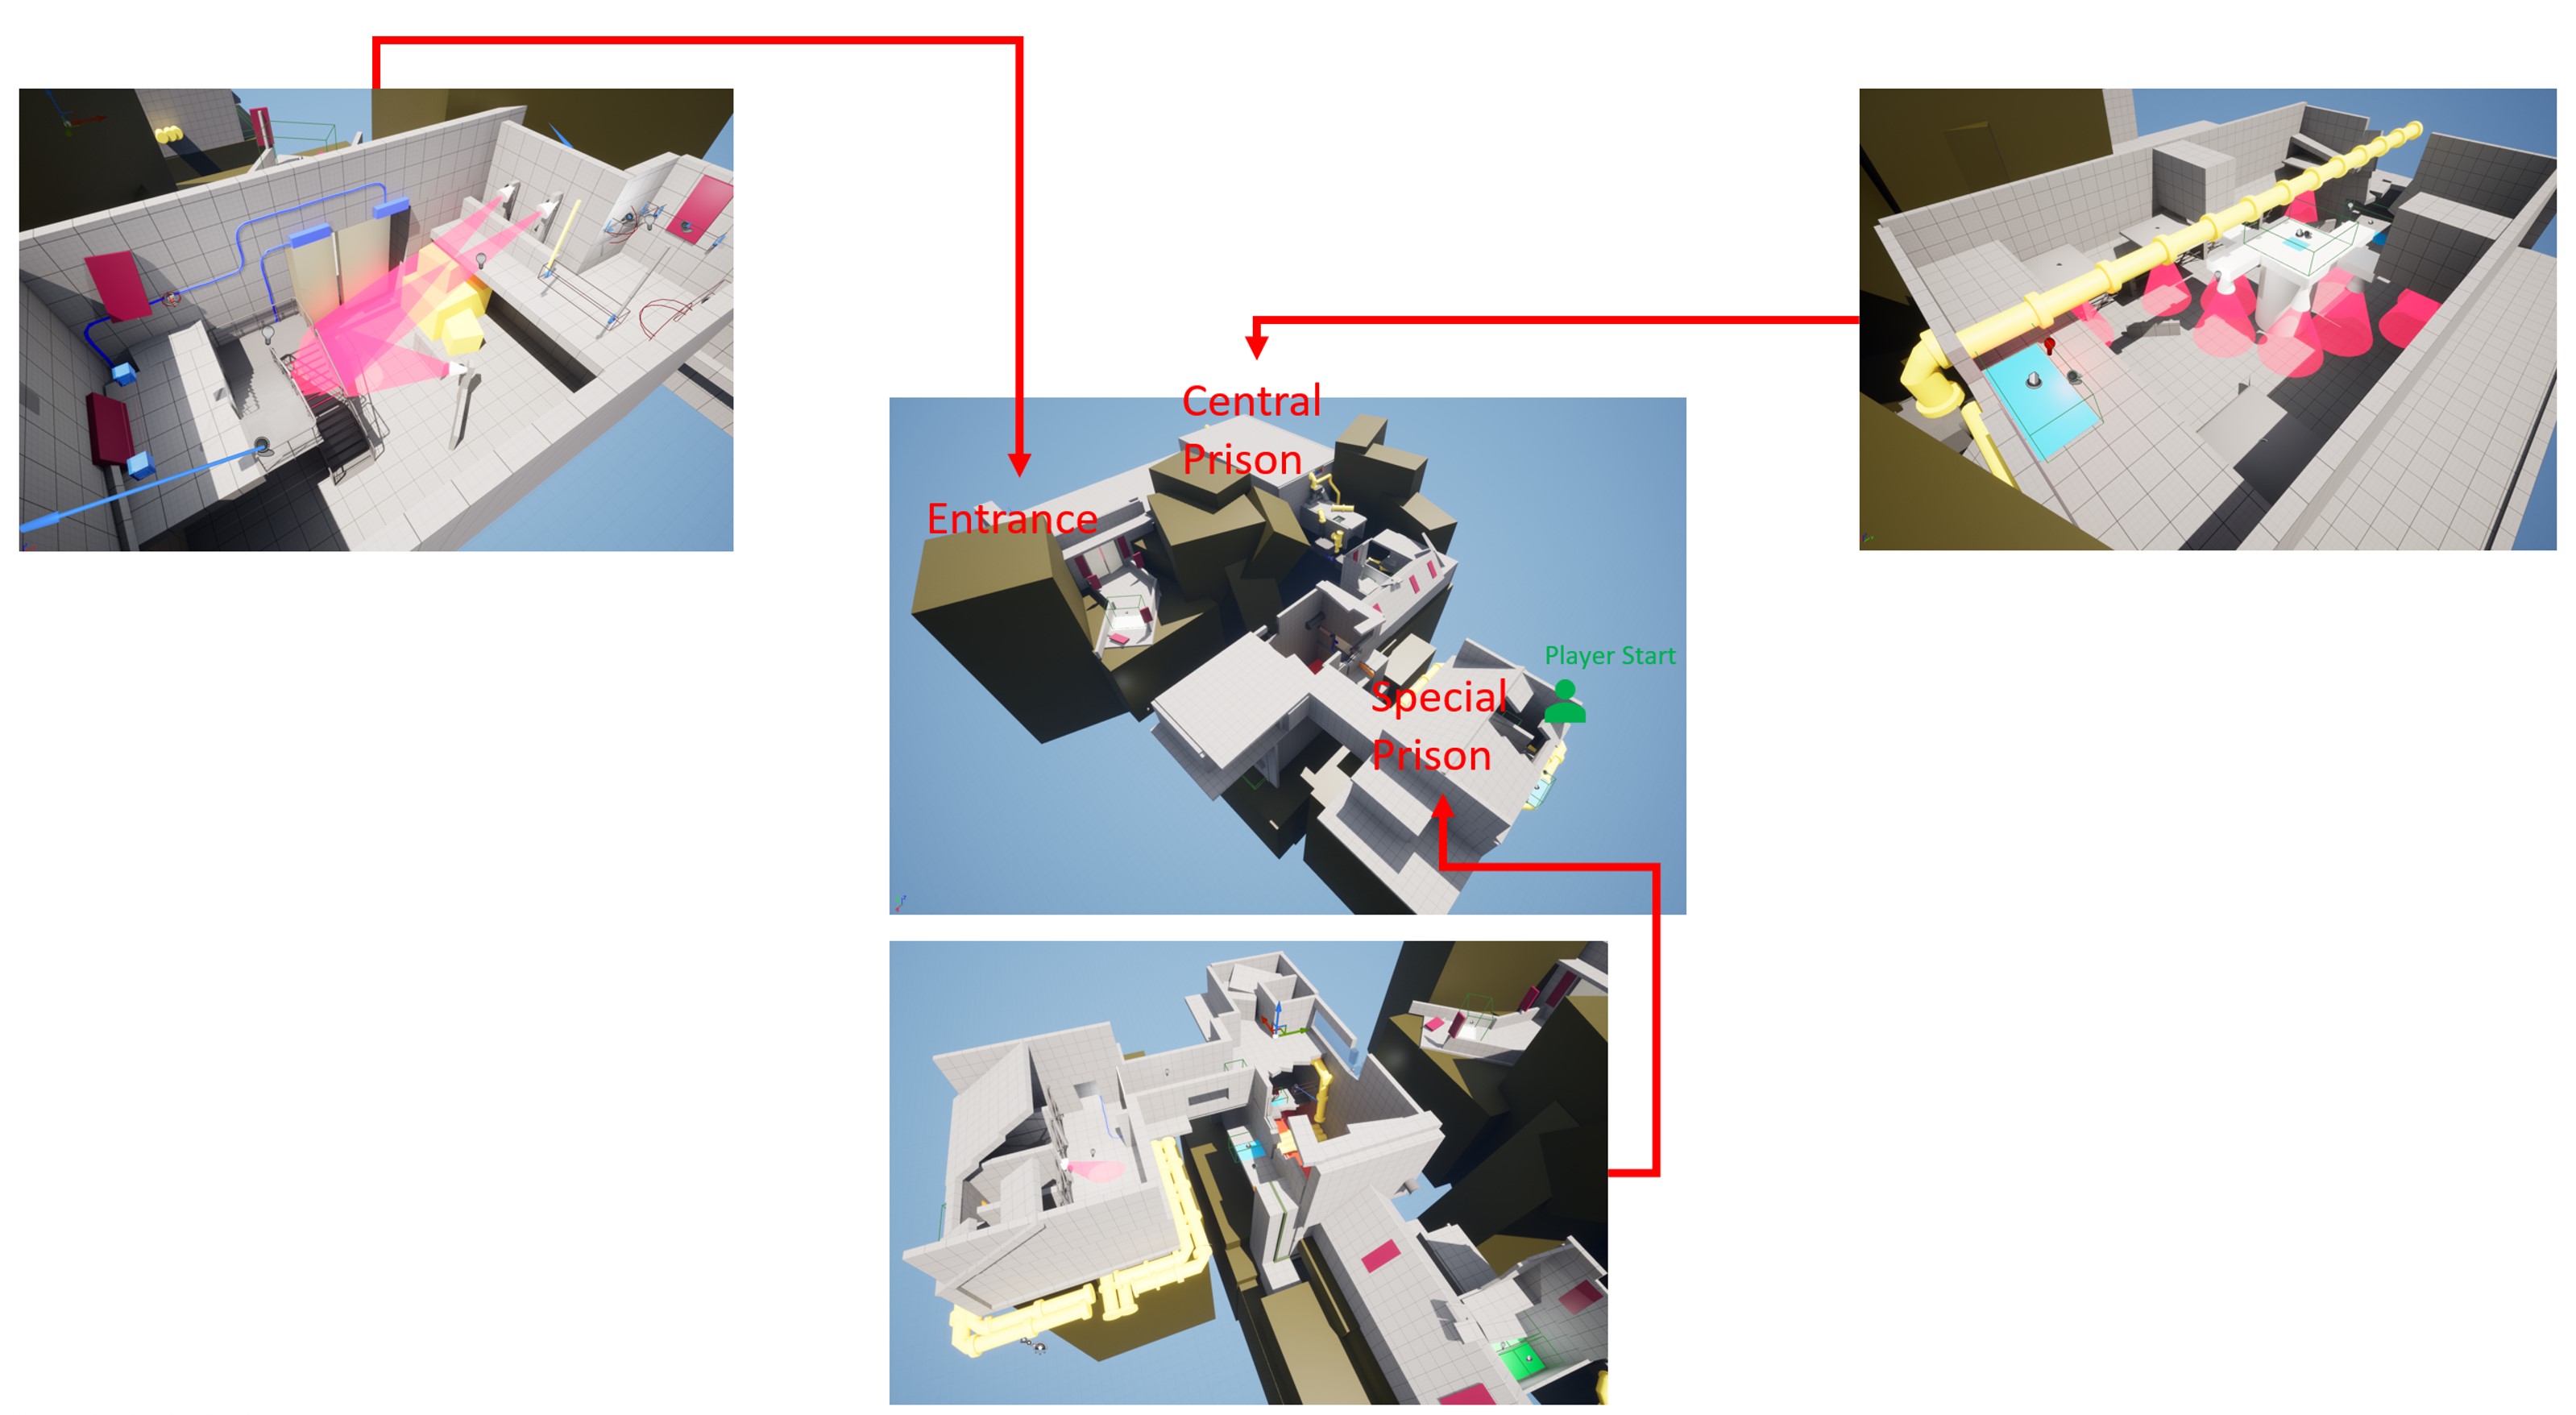 Central
Prison
Entrance
Player Start
Special
Prison